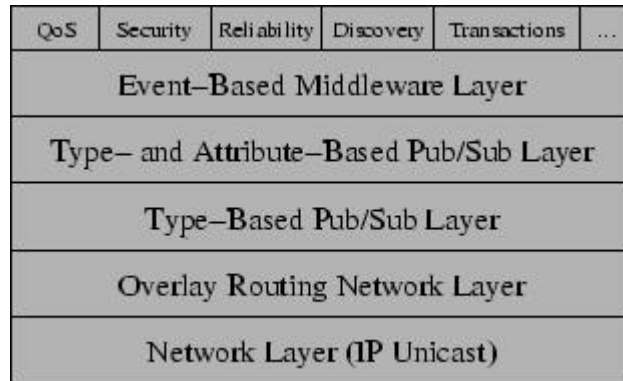 QoS Security Reliability Discovery Transactions ...
Event–Based Middleware Layer
Type– and Attribute–Based Pub/Sub Layer
Type–Based Pub/Sub Layer
Overlay Routing Network Layer
Network Layer (IP Unicast)